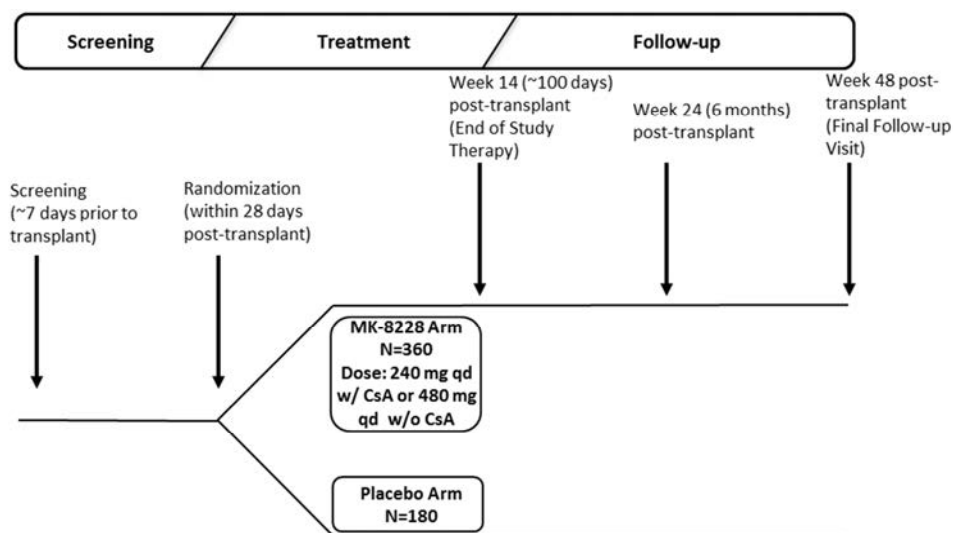 Screening
Treatment
Follow-up
Week 14 (~100 days)
post-transplant
(End of Study
Therapy)
Week 24 (6 months)
post-transplant
Week 48 post-
transplant
(Final Follow-up
Visit)
Screening
(~7 days prior to
transplant)
Randomization
(within 28 days
post-transplant)
MK-8228 Arm
N=360
Dose: 240 mg qd
w/ CsA or 480 mg
qd w/o CsA
Placebo Arm
N=180